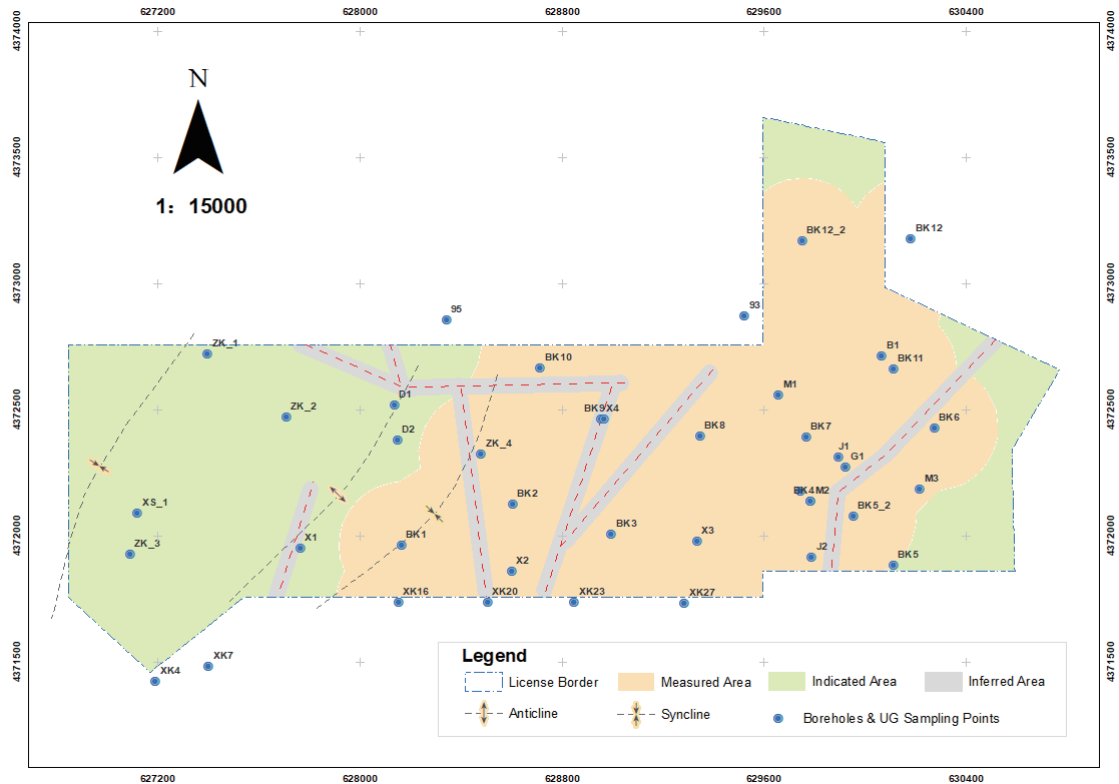 627200 628000 628800 629600 630400
4374000 4374000
N
1: 15000
4373500 4373500
BK12_2 BK12
4373000 4373000
95 93
ZK_1 BK10 B1 BK11
M1
4372500 4372500
ZK_2 D1 BK9 X4
D2 BK8 BK7 BK6
ZK_4 J1 G1
XS_1 BK2 BK4 M2 M3
BK5_2
4372000 4372000
ZK_3 X1 BK1 BK3 X3
X2 J2 BK5
XK16 XK20 XK23 XK27
XK4 XK7
4371500 4371500
Legend
License Border Measured Area Indicated Area Inferred Area
Anticline Syncline Boreholes & UG Sampling Points
627200 628000 628800 629600 630400